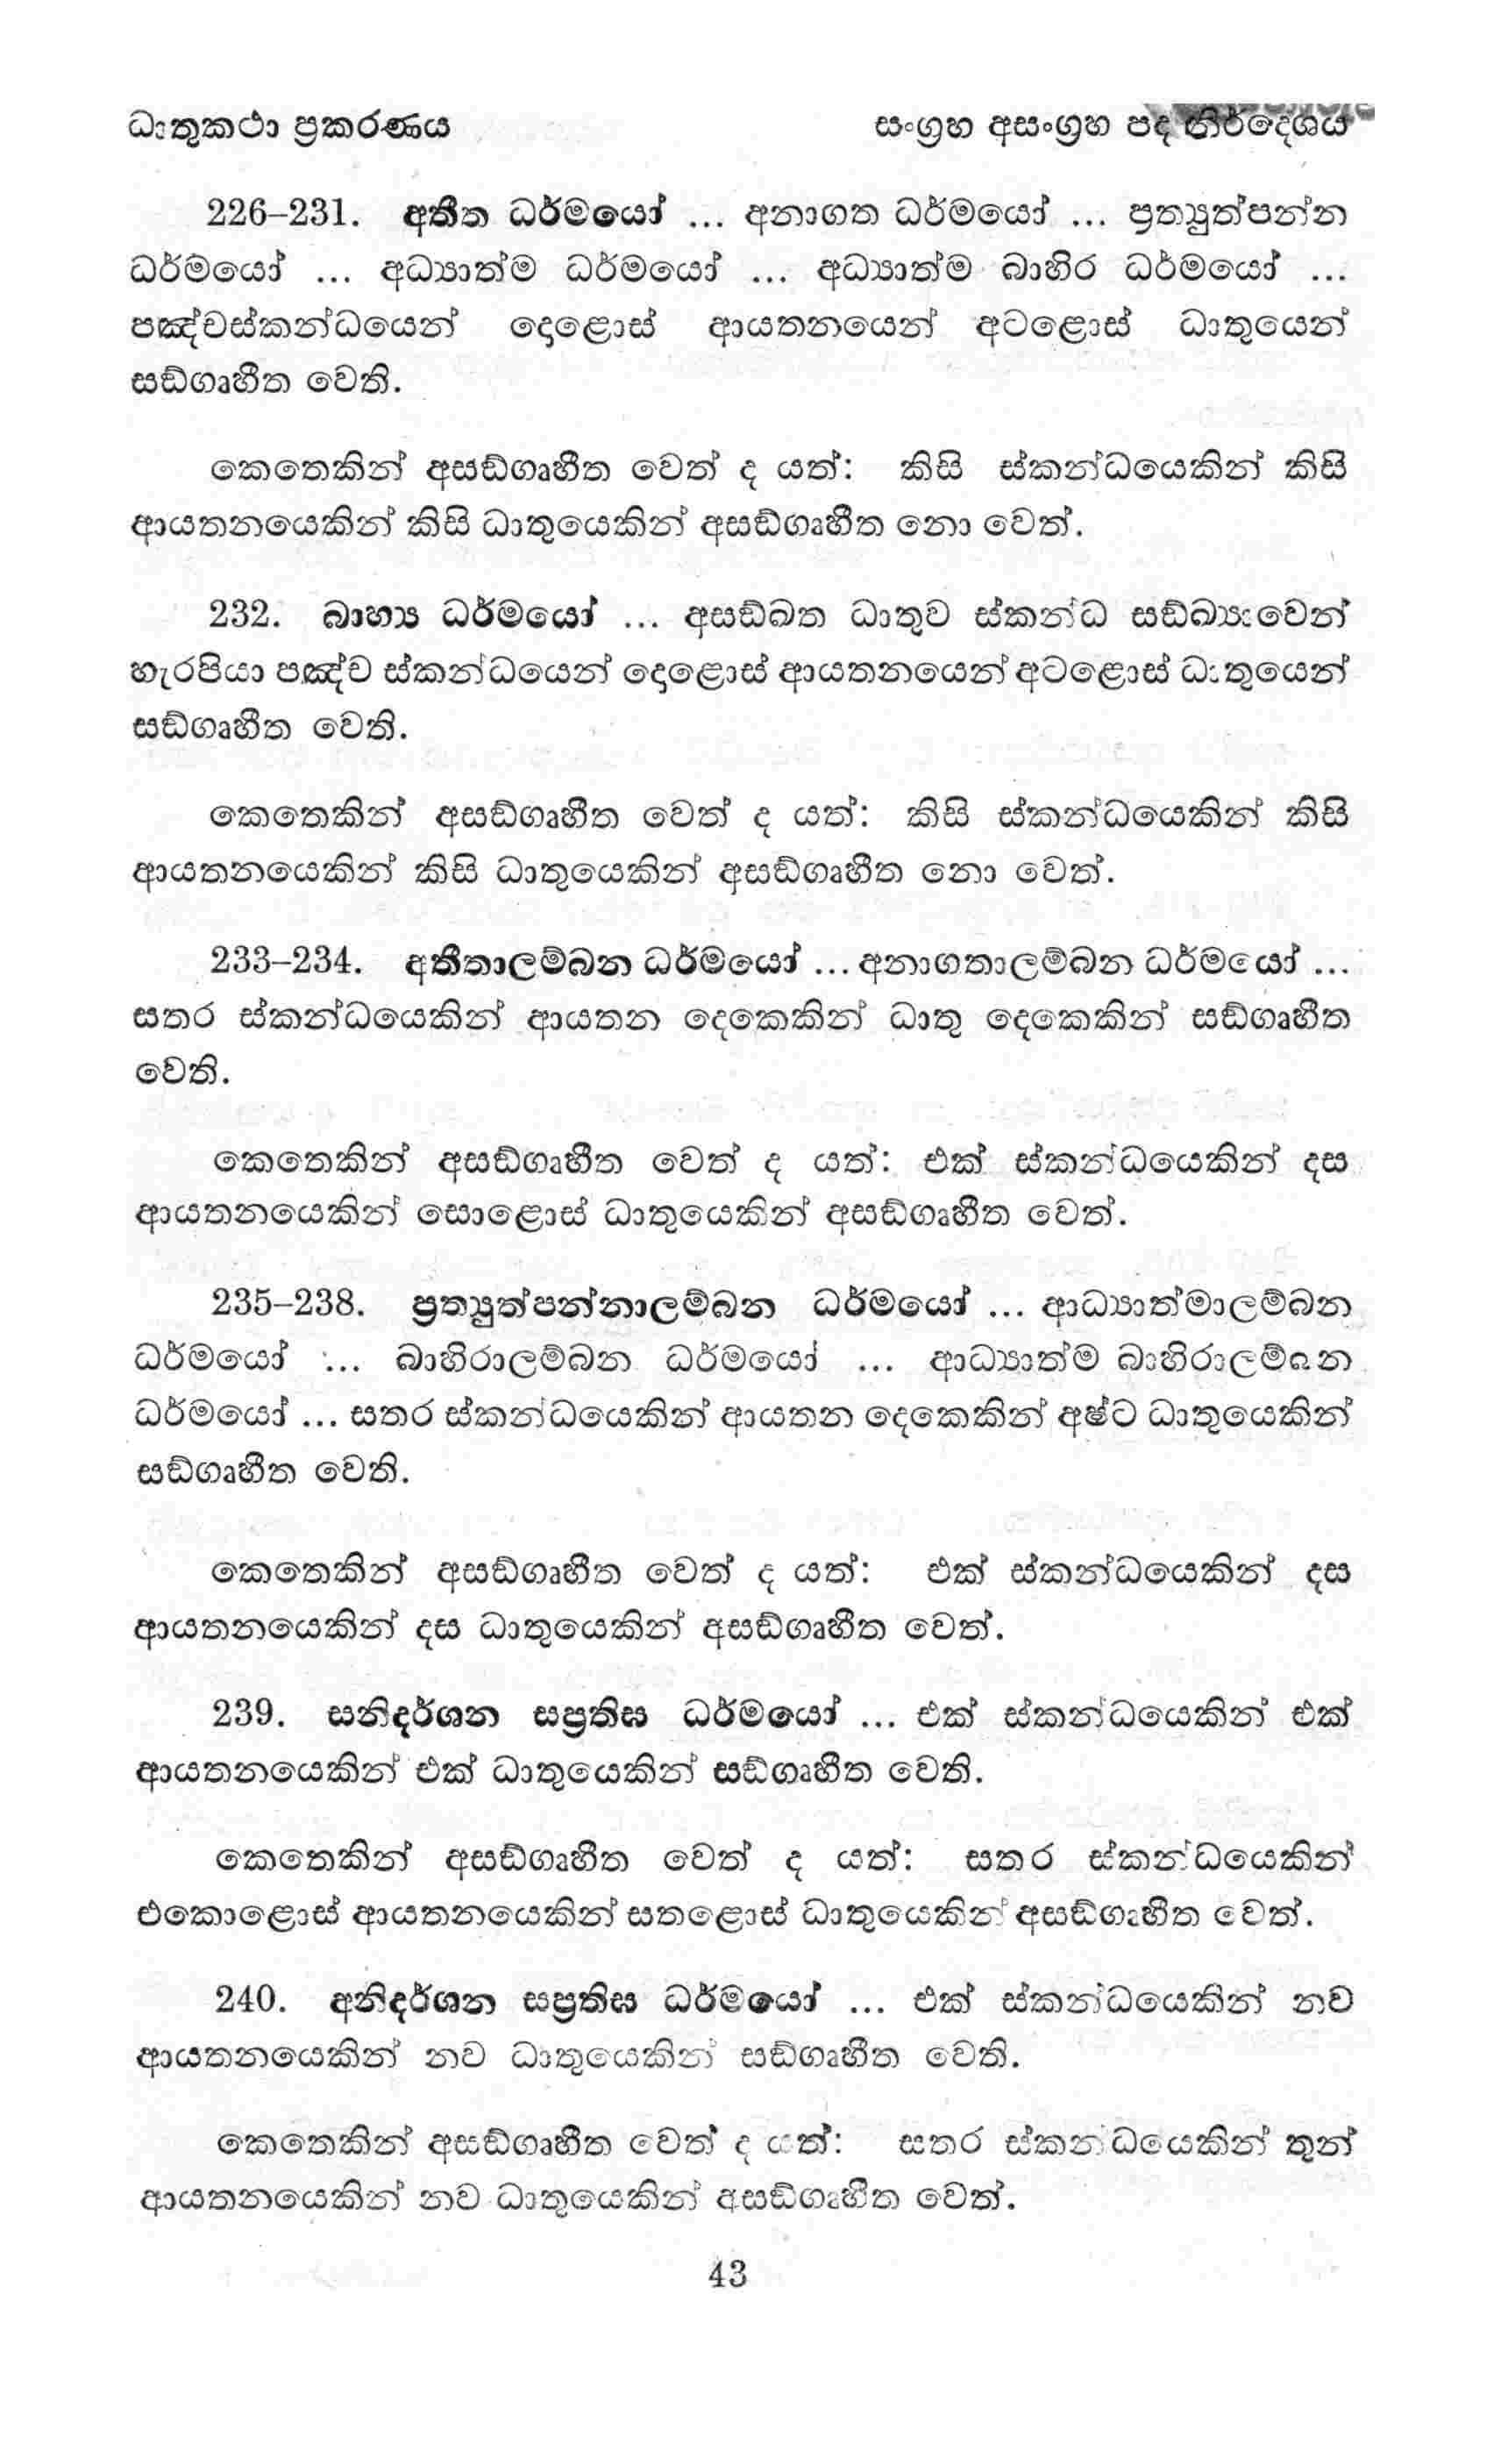 ධාතුකථා ප්‍රකරණය
සංග්‍රහ අසංග්‍රහ පද නිර්දෙශය
226–231. අතීත ධර්මයෝ ... අනාගත ධර්මයෝ ... ප්‍රත්‍යුත්පන්න
ධර්මයෝ ... අධ්‍යාත්ම ධර්මයෝ ... අධ්‍යාත්ම බාහිර ධර්මයෝ ...
පඤ්චස්කන්ධයෙන් දොළොස් ආයතනයෙන් අටළොස් ධාතුයෙන්
සඞ්ගෘහීත වෙති.
කෙතෙකින් අසඞ්ගෘහීත වෙත් ද යත්: කිසි ස්කන්ධයෙකින් කිසි
ආයතනයෙකින් කිසි ධාතුයෙකින් අසඞ්ගෘහීත නො වෙත්.
232. බාහ්‍ය ධර්මයෝ ... අසඞ්ඛත ධාතුව ස්කන්ධ සඞ්ඛ්‍යාවෙන්
හැරපියා පඤ්ච ස්කන්ධයෙන් දොළොස් ආයතනයෙන් අටළොස් ධාතුයෙන්
සඞ්ගෘහීත වෙති.
කෙතෙකින් අසඞ්ගෘහීත වෙත් ද යත්: කිසි ස්කන්ධයෙකින් කිසි
ආයතනයෙකින් කිසි ධාතුයෙකින් අසඞ්ගෘහීත නො වෙත්.
233–234. අතීතාලම්බන ධර්මයෝ ... අනාගතාලම්බන ධර්මයෝ ...
සතර ස්කන්ධයෙකින් ආයතන දෙකෙකින් ධාතු දෙකෙකින් සඞ්ගෘහීත
වෙති.
කෙතෙකින් අසඞ්ගෘහීත වෙත් ද යත්: එක් ස්කන්ධයෙකින් දස
ආයතනයෙකින් සොළොස් ධාතුයෙකින් අසඞ්ගෘහීත වෙත්.
235–238. ප්‍රත්‍යුත්පන්නාලම්බන ධර්මයෝ ... ආධ්‍යාත්මාලම්බන
ධර්මයෝ ... බාහිරාලම්බන ධර්මයෝ ... ආධ්‍යාත්ම බාහිරාලම්බන
ධර්මයෝ ... සතර ස්කන්ධයෙකින් ආයතන දෙකෙකින් අෂ්ට ධාතුයෙකින්
සඞ්ගෘහීත වෙති.
කෙතෙකින් අසඞ්ගෘහීත වෙත් ද යත්: එක් ස්කන්ධයෙකින් දස
ආයතනයෙකින් දස ධාතුයෙකින් අසඞ්ගෘහීත වෙත්.
239. සනිදර්ශන සප්‍රතිඝ ධර්මයෝ ... එක් ස්කන්ධයෙකින් එක්
ආයතනයෙකින් එක් ධාතුයෙකින් සඞ්ගෘහීත වෙති.
කෙතෙකින් අසඞ්ගෘහීත වෙත් ද යත්: සතර ස්කන්ධයෙකින්
එකොළොස් ආයතනයෙකින් සතළොස් ධාතුයෙකින් අසඞ්ගෘහීත වෙත්.
240. අනිදර්ශන සප්‍රතිඝ ධර්මයෝ ... එක් ස්කන්ධයෙකින් නව
ආයතනයෙකින් නව ධාතුයෙකින් සඞ්ගෘහීත වෙති.
කෙතෙකින් අසඞ්ගෘහීත වෙත් ද යත්: සතර ස්කන්ධයෙකින් තුන්
ආයතනයෙකින් නව ධාතුයෙකින් අසඞ්ගෘහීත වෙත්.
43